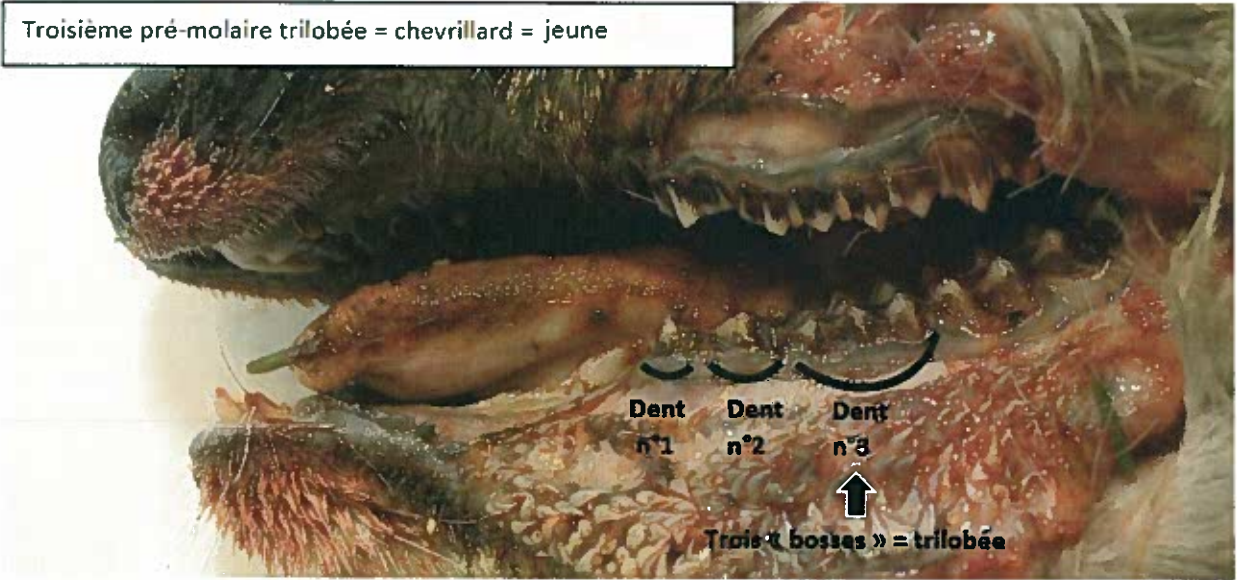 Troisième pré-molaire trilobée = chevrillard = jeune
Dent Dent Dent
n°1 n°2 n°3
Trois « bosses » = trilobée